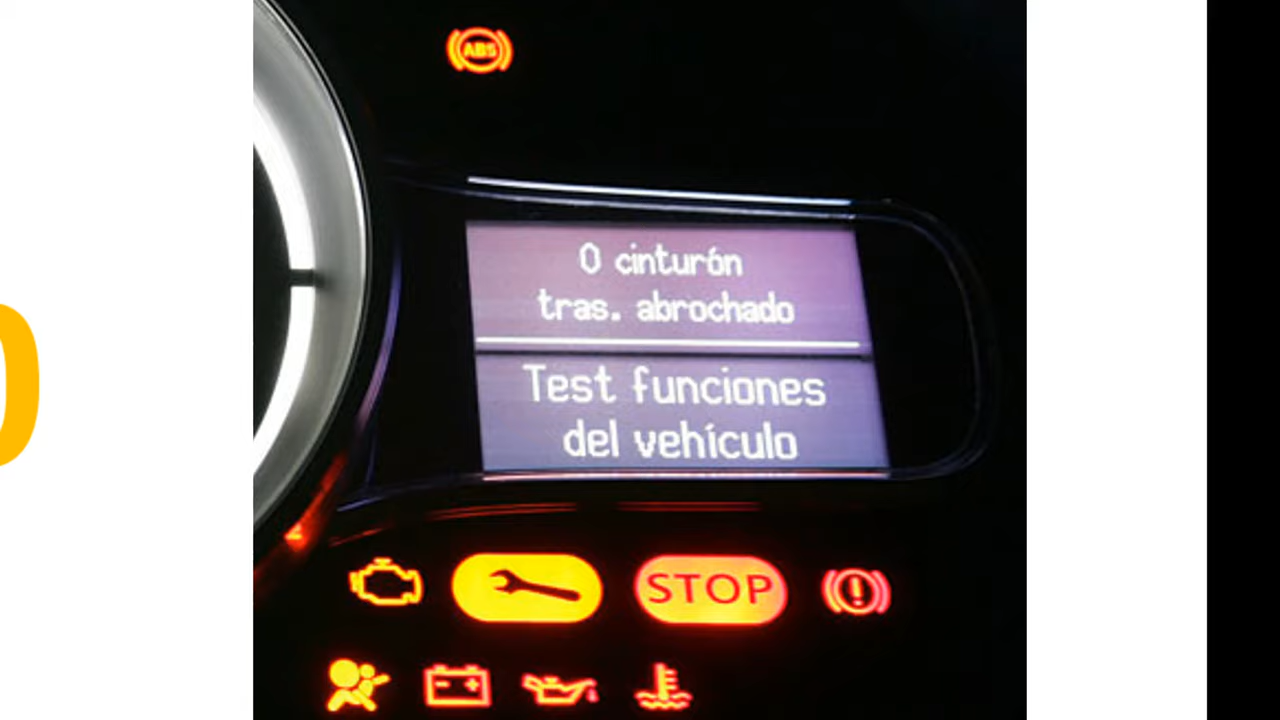 ABS
0 cinturón
tras. abrochado
Test funciones
del vehículo
STOP